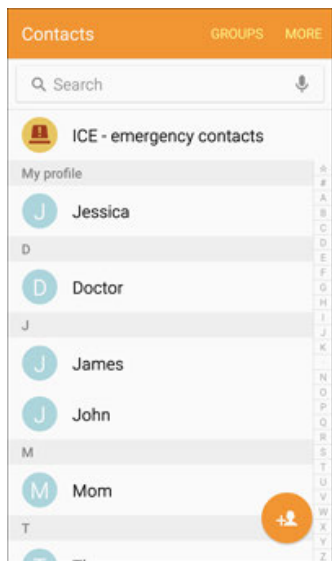 Contacts GROUPS MORE
Search
ICE - emergency contacts
My profile
J Jessica
D
D Doctor
J
J James
J John
M
M Mom
T
#
A
B
C
D
E
F
G
H
I
J
K
N
O
P
Q
R
S
T
U
V
W
X
Y
Z